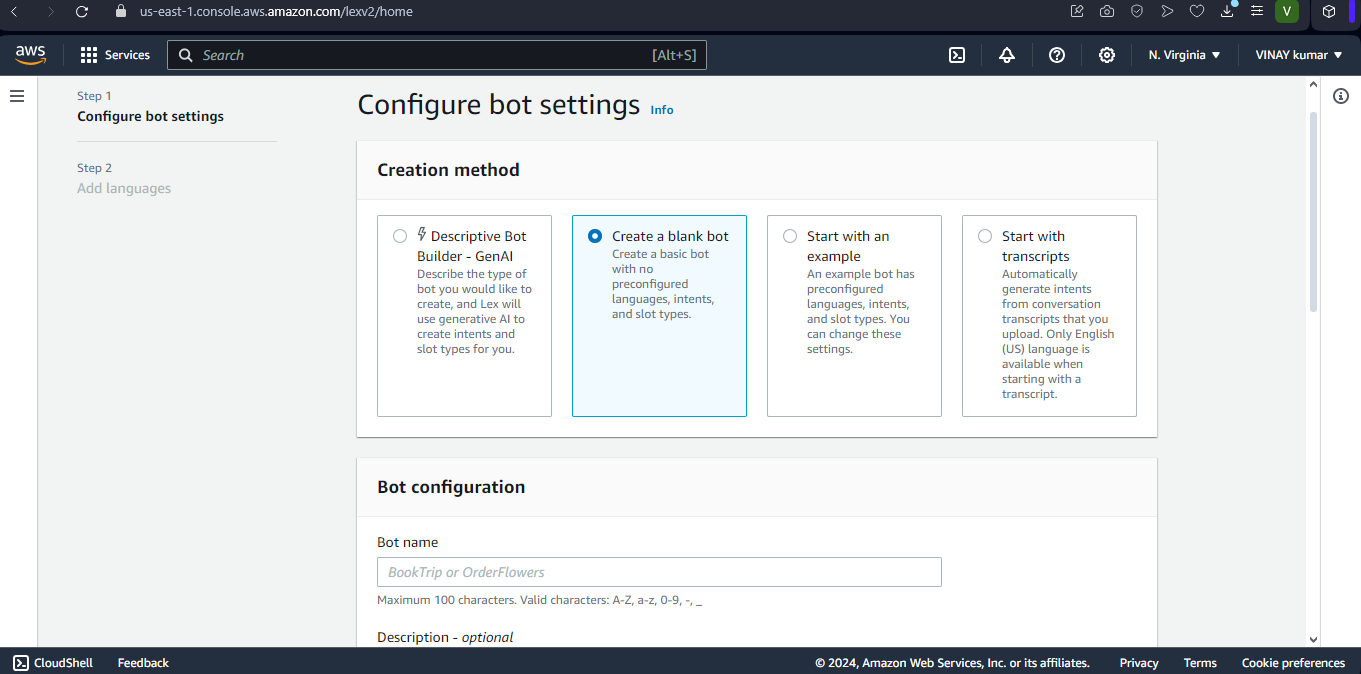 us-east-1.console.aws.amazon.com/lexv2/home
V
aws
Services
Search
[Alt+S]
N. Virginia
VINAY kumar
Step 1
Configure bot settings
Step 2
Add languages
Configure bot settings
Info
Creation method
Descriptive Bot
Builder - GenAI
Describe the type of
bot you would like to
create, and Lex will
use generative AI to
create intents and
slot types for you.
Create a blank bot
Create a basic bot
with no
preconfigured
languages, intents,
and slot types.
Start with an
example
An example bot has
preconfigured
languages, intents,
and slot types. You
can change these
settings.
Start with
transcripts
Automatically
generate intents
from conversation
transcripts that you
upload. Only English
(US) language is
available when
starting with a
transcript.
Bot configuration
Bot name
BookTrip or OrderFlowers
Maximum 100 characters. Valid characters: A-Z, a-z, 0-9, -, _
Description - optional
CloudShell
Feedback
© 2024, Amazon Web Services, Inc. or its affiliates.
Privacy
Terms
Cookie preferences